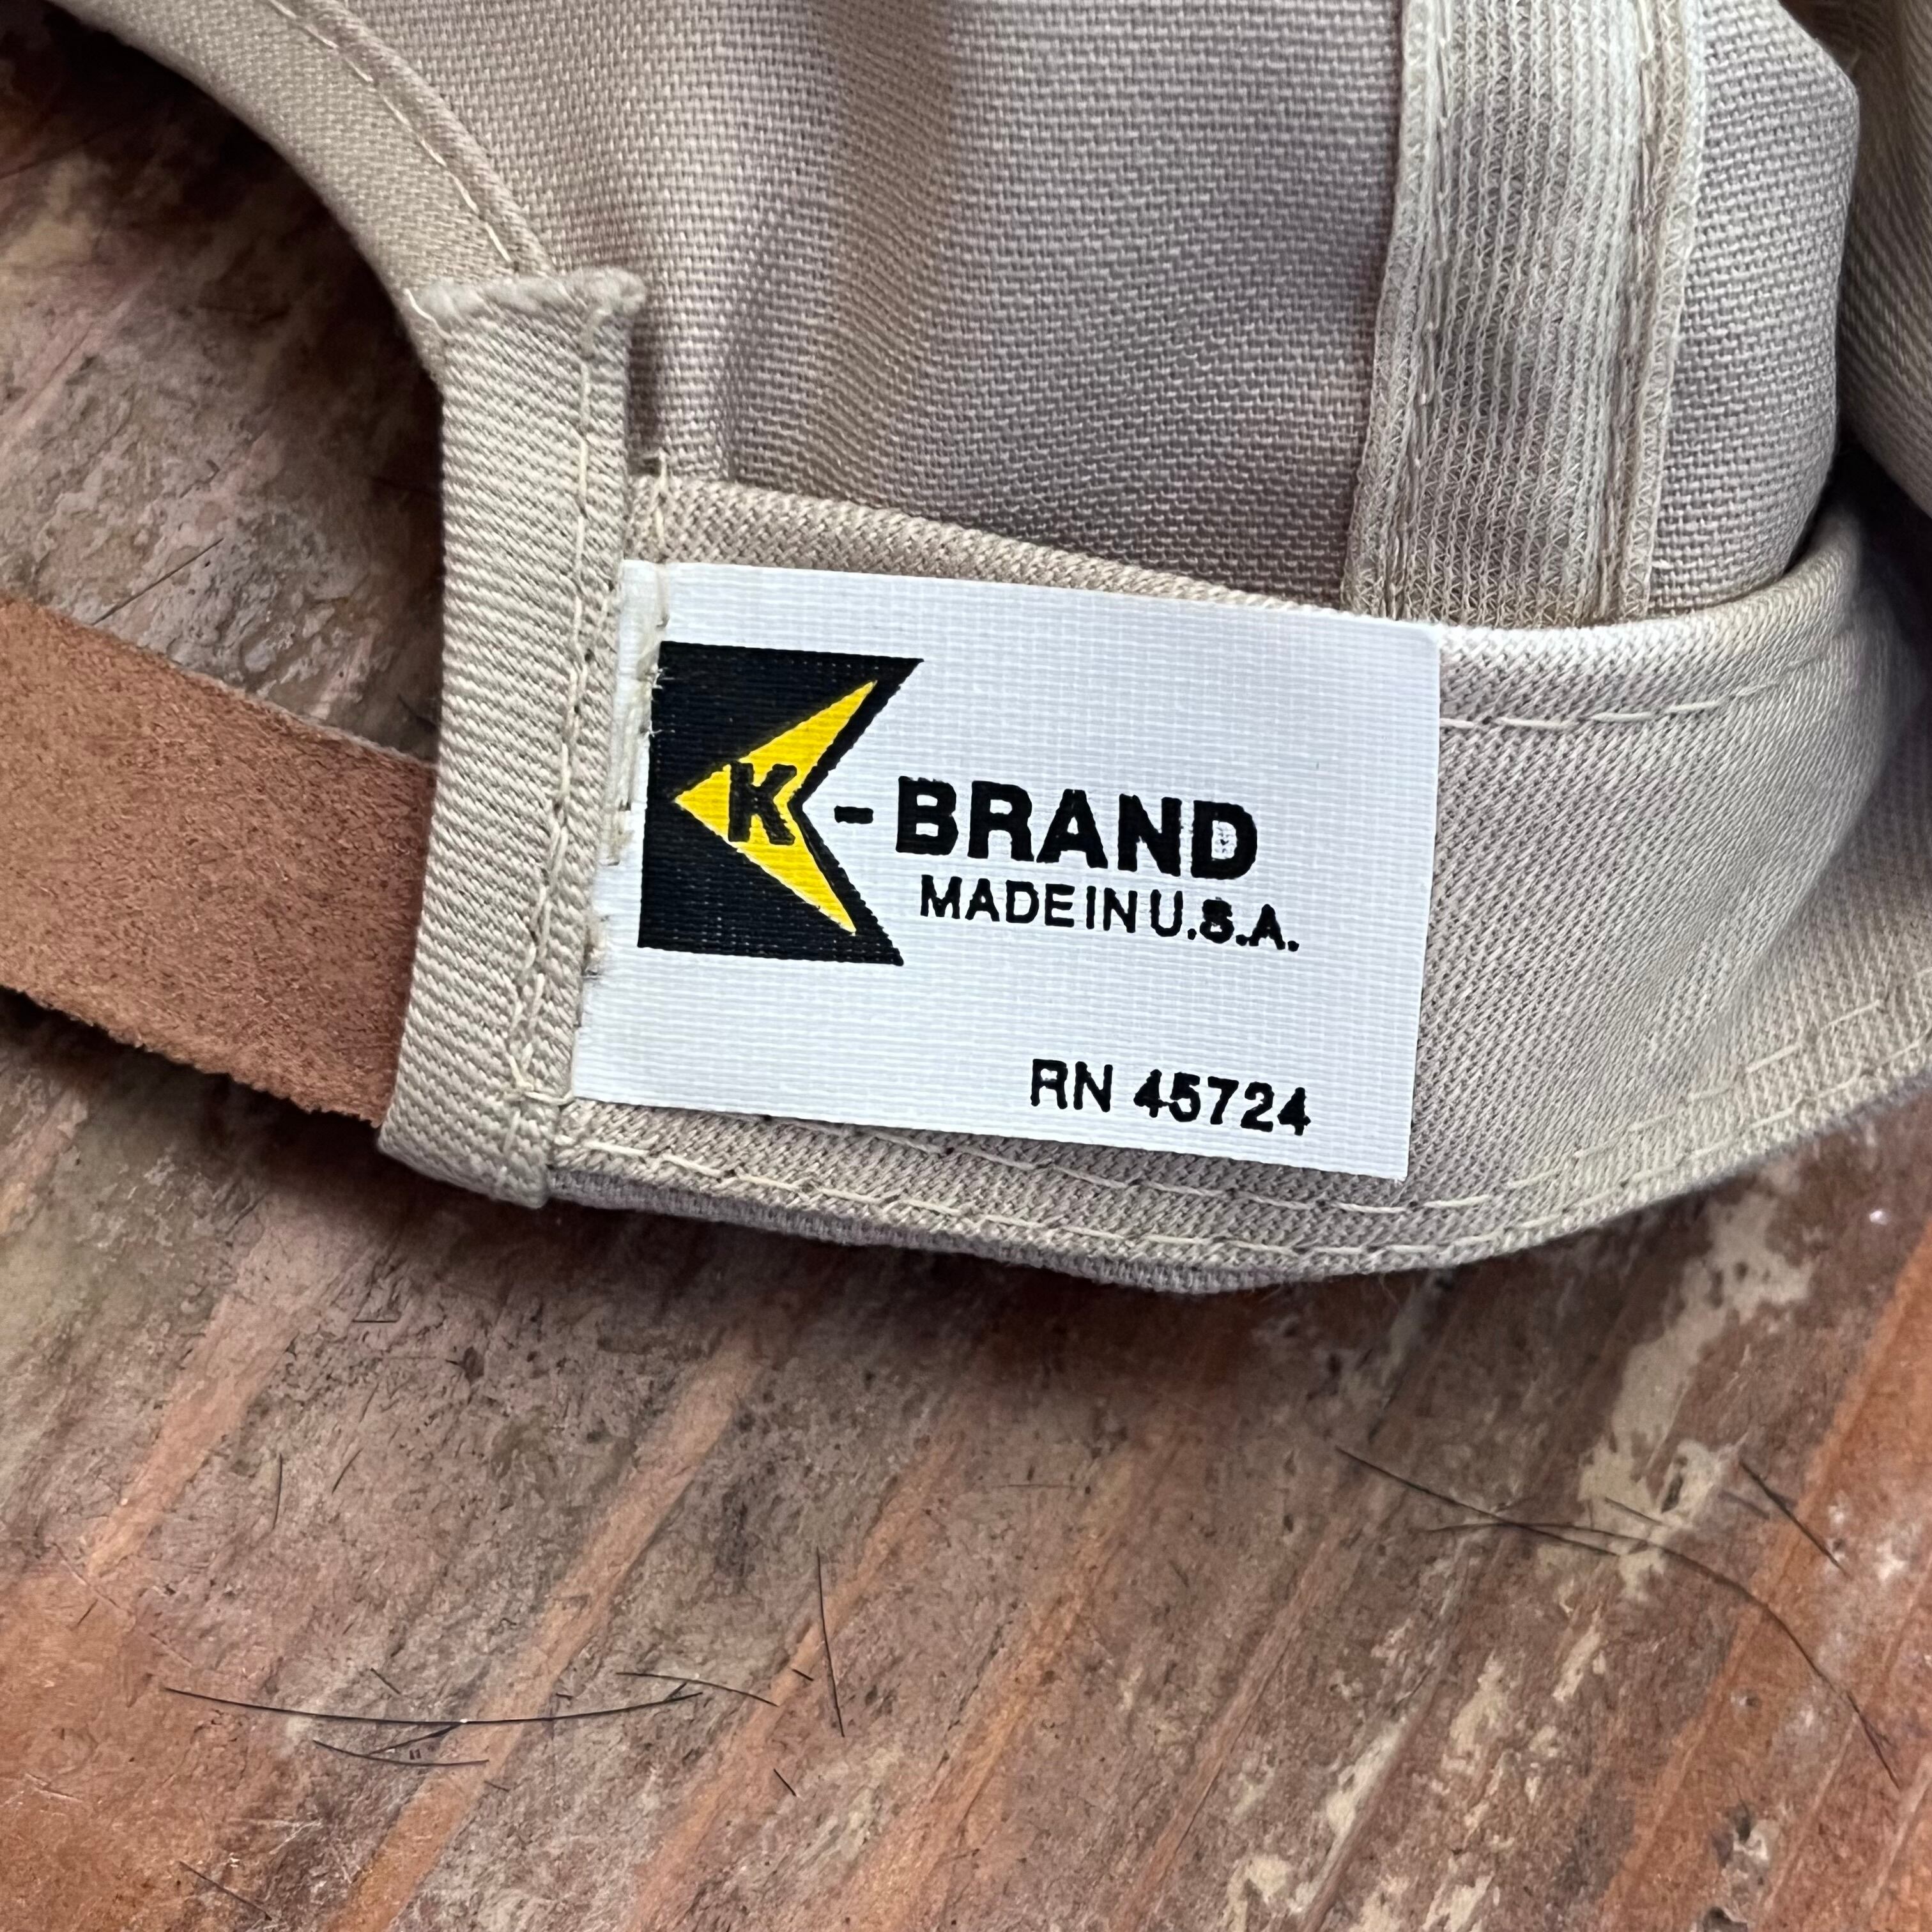 K-BRAND
MADE IN U.S.A.
RN 45724